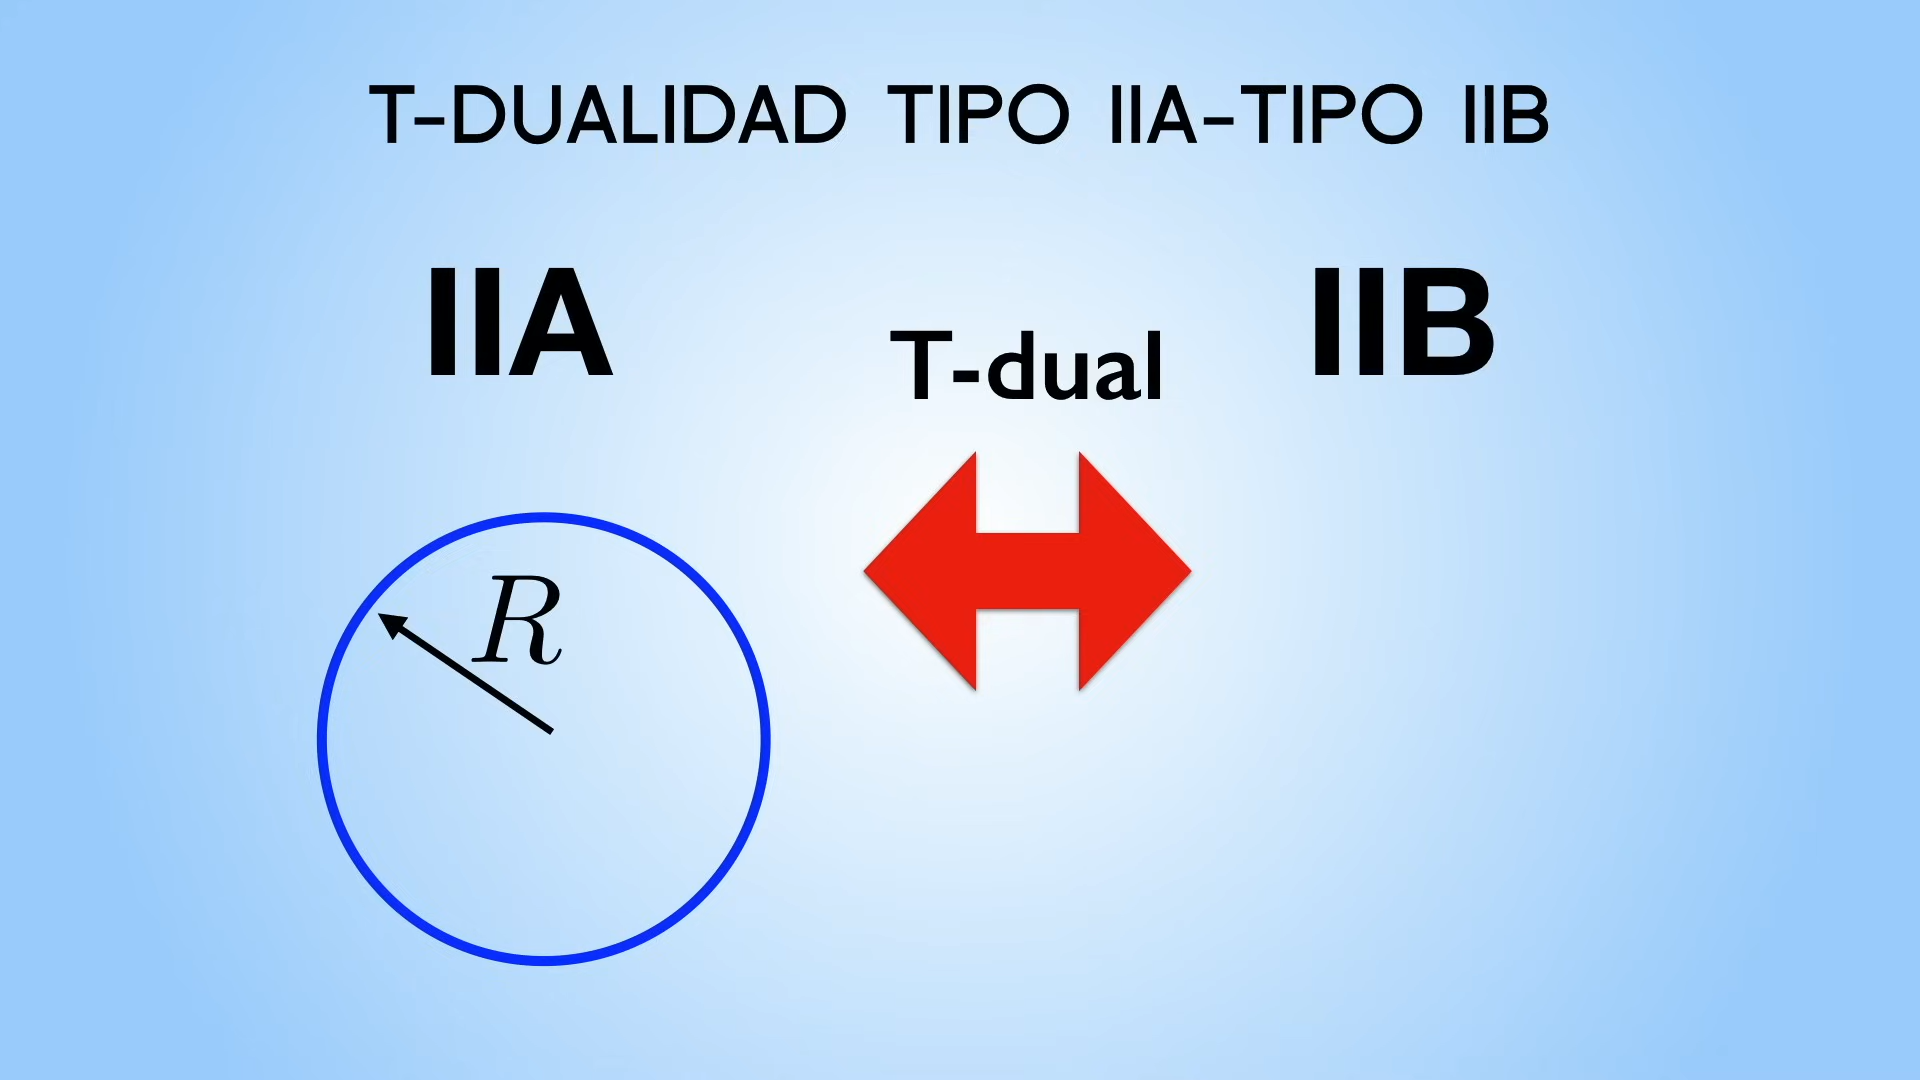 T-DUALIDAD TIPO IIA-TIPO IIB
IIA
T-dual
IIB
R